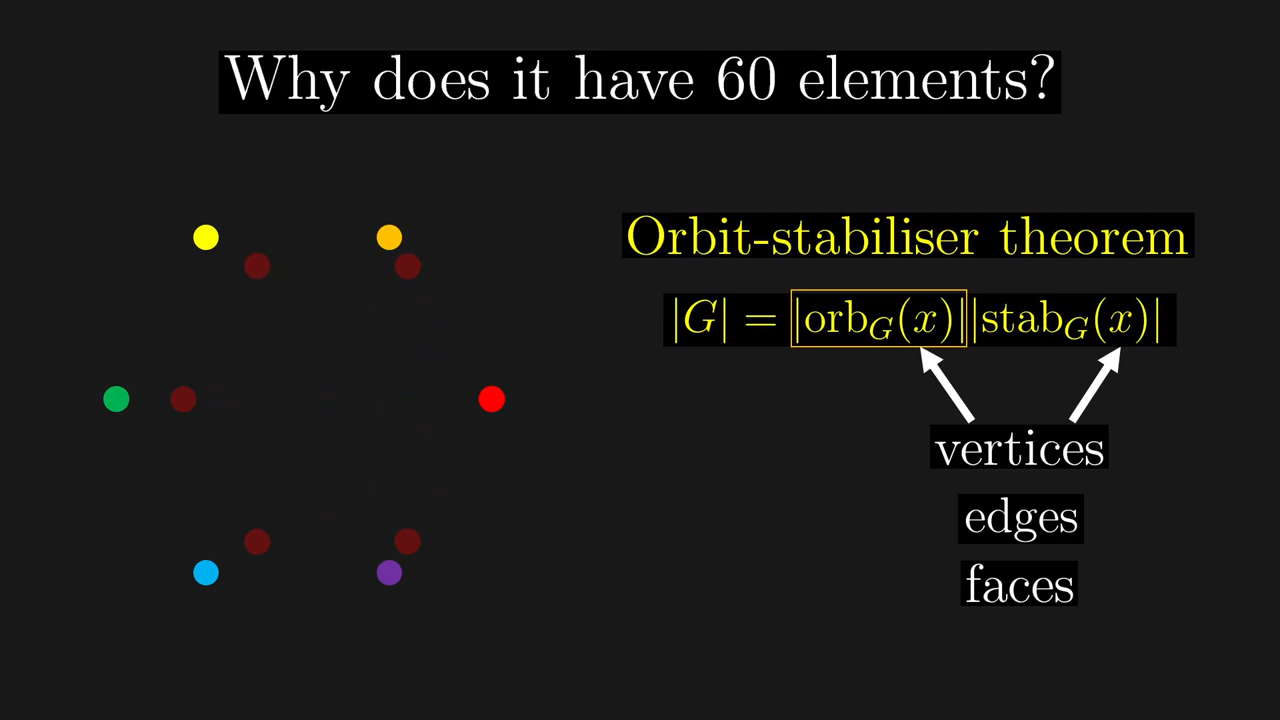 Why does it have 60 elements?
Orbit-stabiliser theorem
|G| = |orb_G(x)||stab_G(x)|
vertices
edges
faces